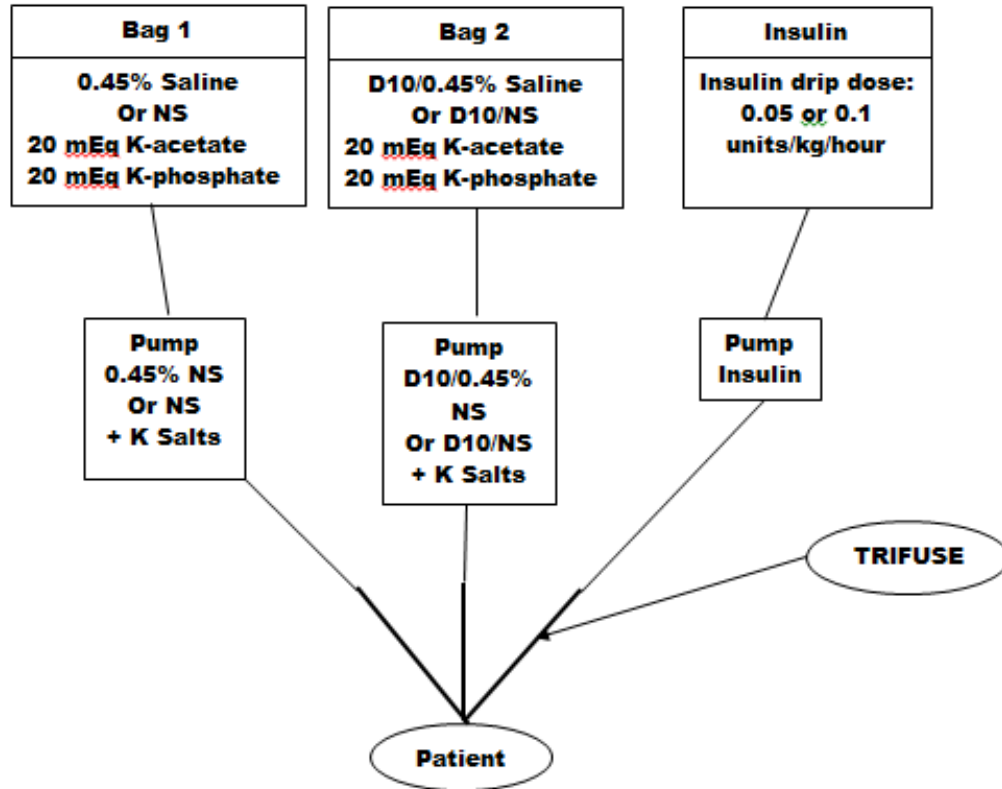 Bag 1
0.45% Saline
Or NS
20 mEq K-acetate
20 mEq K-phosphate
Bag 2
D10/0.45% Saline
Or D10/NS
20 mEq K-acetate
20 mEq K-phosphate
Insulin
Insulin drip dose:
0.05 or 0.1
units/kg/hour
Pump
0.45% NS
Or NS
+ K Salts
Pump
D10/0.45%
NS
Or D10/NS
+ K Salts
Pump
Insulin
TRIFUSE
Patient